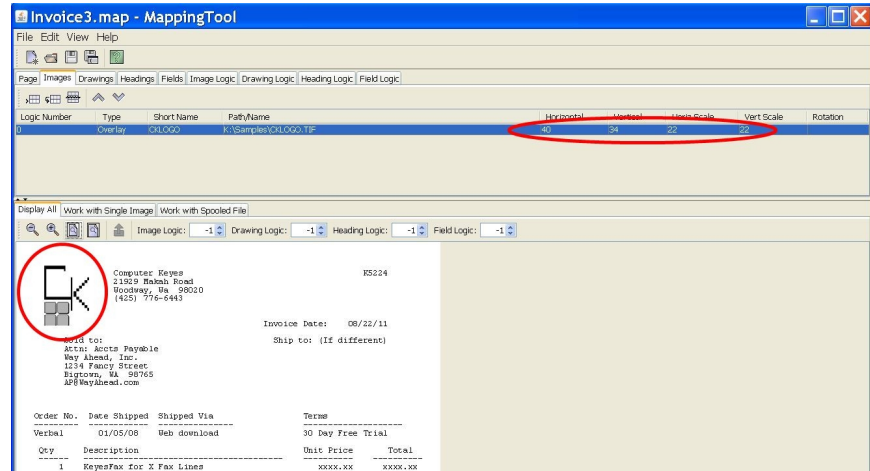 Invoice3.map - MappingTool
File Edit View Help
Page Images Drawings Headings Fields Image Logic Drawing Logic Heading Logic Field Logic
Logic Number Type Short Name Path/Name Horizontal Vertical Horiz Scale Vert Scale Rotation
0 Overlay CKLOGO K:\Samples\CKLOGO.TIF 40 34 22 22
Display All Work with Single Image Work with Spooled File
Image Logic: -1 Drawing Logic: -1 Heading Logic: -1 Field Logic: -1
CK
Computer Keyes K5224
21929 Makah Road
Woodway, Wa 98020
(425) 776-6443
Invoice Date: 08/22/11
Sold to: Ship to: (If different)
Attn: Accts Payable
Way Ahead, Inc.
1234 Fancy Street
Bigtown, WA 98765
AP@WayAhead.com
Order No. Date Shipped Shipped Via Terms
Verbal 01/05/08 Web download 30 Day Free Trial
Qty Description Unit Price Total
1 KeyesFax for X Fax Lines xxxx.xx xxxx.xx